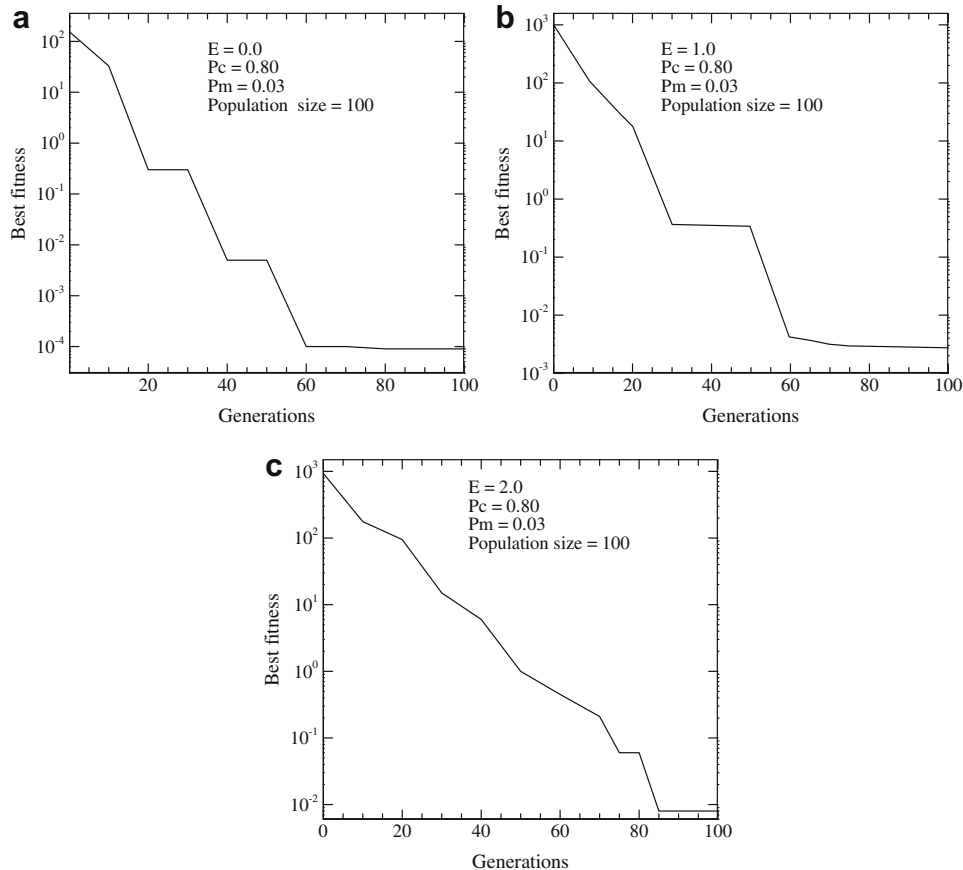 a
E = 0.0
Pc = 0.80
Pm = 0.03
Population size = 100
Best fitness
10^2
10^1
10^0
10^-1
10^-2
10^-3
10^-4
20 40 60 80 100
Generations
b
E = 1.0
Pc = 0.80
Pm = 0.03
Population size = 100
Best fitness
10^3
10^2
10^1
10^0
10^-1
10^-2
10^-3
0 20 40 60 80 100
Generations
c
E = 2.0
Pc = 0.80
Pm = 0.03
Population size = 100
Best fitness
10^3
10^2
10^1
10^0
10^-1
10^-2
0 20 40 60 80 100
Generations